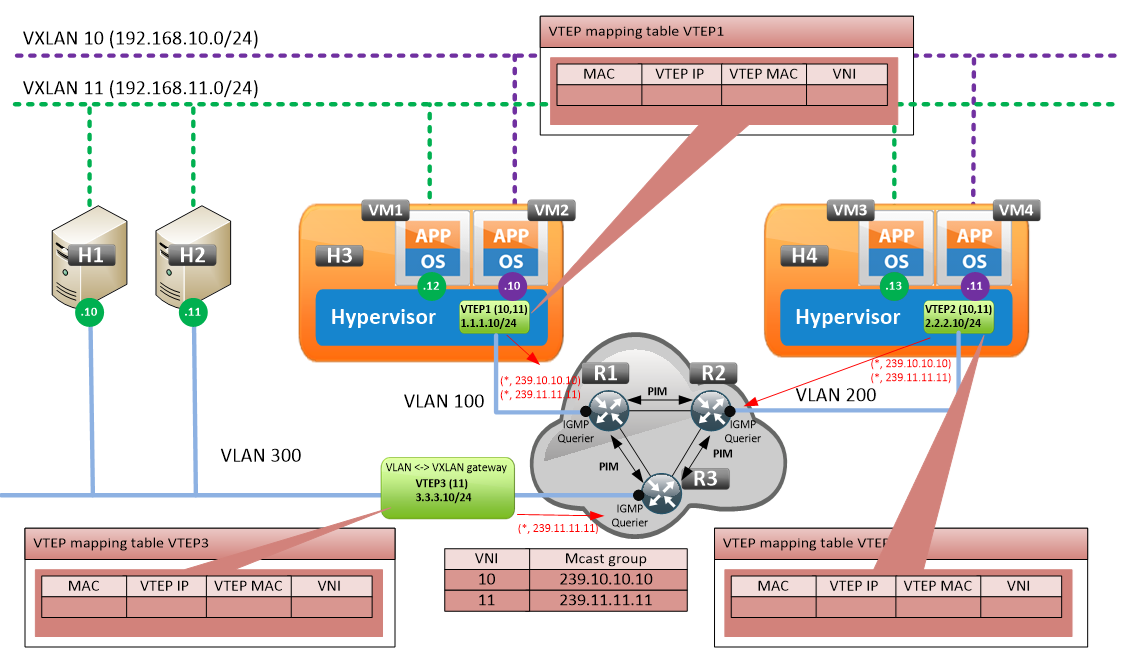 VXLAN 10 (192.168.10.0/24)
VXLAN 11 (192.168.11.0/24)
VTEP mapping table VTEP1
MAC VTEP IP VTEP MAC VNI
H1
.10
H2
.11
H3
VM1
APP
OS
.12
VM2
APP
OS
.10
Hypervisor
VTEP1 (10,11)
1.1.1.10/24
H4
VM3
APP
OS
.13
VM4
APP
OS
.11
Hypervisor
VTEP2 (10,11)
2.2.2.10/24
(*, 239.10.10.10)
(*, 239.11.11.11)
(*, 239.10.10.10)
(*, 239.11.11.11)
VLAN 100
VLAN 200
R1
R2
PIM
IGMP
Querier
IGMP
Querier
PIM
PIM
R3
IGMP
Querier
VLAN 300
VLAN <-> VXLAN gateway
VTEP3 (11)
3.3.3.10/24
(*, 239.11.11.11)
VTEP mapping table VTEP3
MAC VTEP IP VTEP MAC VNI
VNI Mcast group
10 239.10.10.10
11 239.11.11.11
VTEP mapping table
MAC VTEP IP VTEP MAC VNI